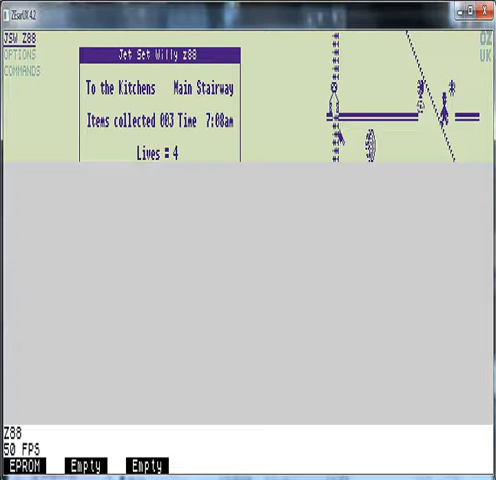 ZEsarUX 4.2
JSW Z88
OPTIONS
COMMANDS
Jet Set Willy z88
To the Kitchens Main Stairway
Items collected 003 Time 7:08am
Lives = 4
OZ
UK
Z88
50 FPS
EPROM Empty Empty